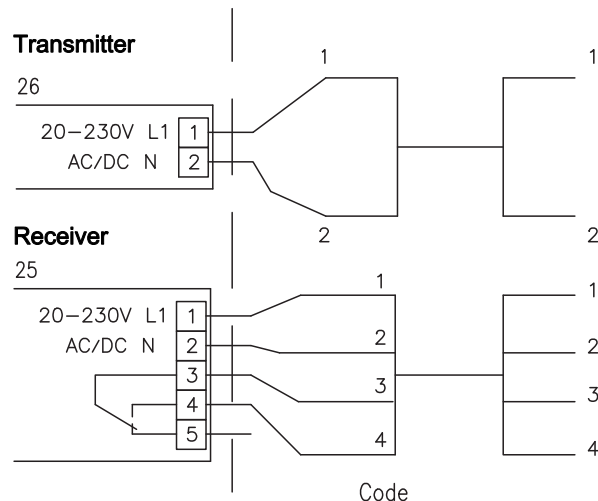 Transmitter
1 1
26
20-230V L1 1
AC/DC N 2
2 2
Receiver
25
1 1
20-230V L1 1
AC/DC N 2
2 2
3
3 3
4
4 4
5
Code